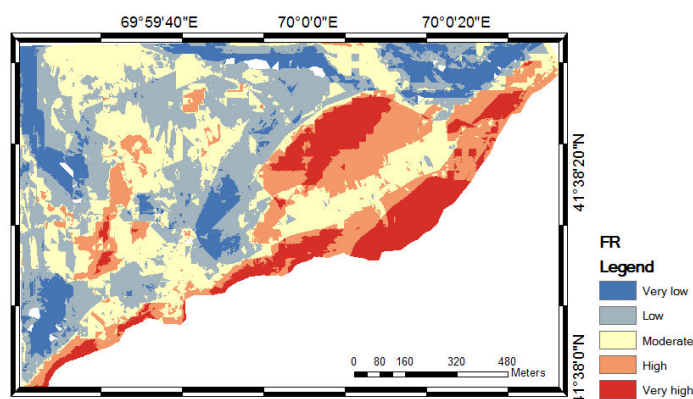 69°59'40"E 70°0'0"E 70°0'20"E
41°38'20"N
41°38'0"N
FR
Legend
Very low
Low
Moderate
High
Very high
0 80 160 320 480
Meters